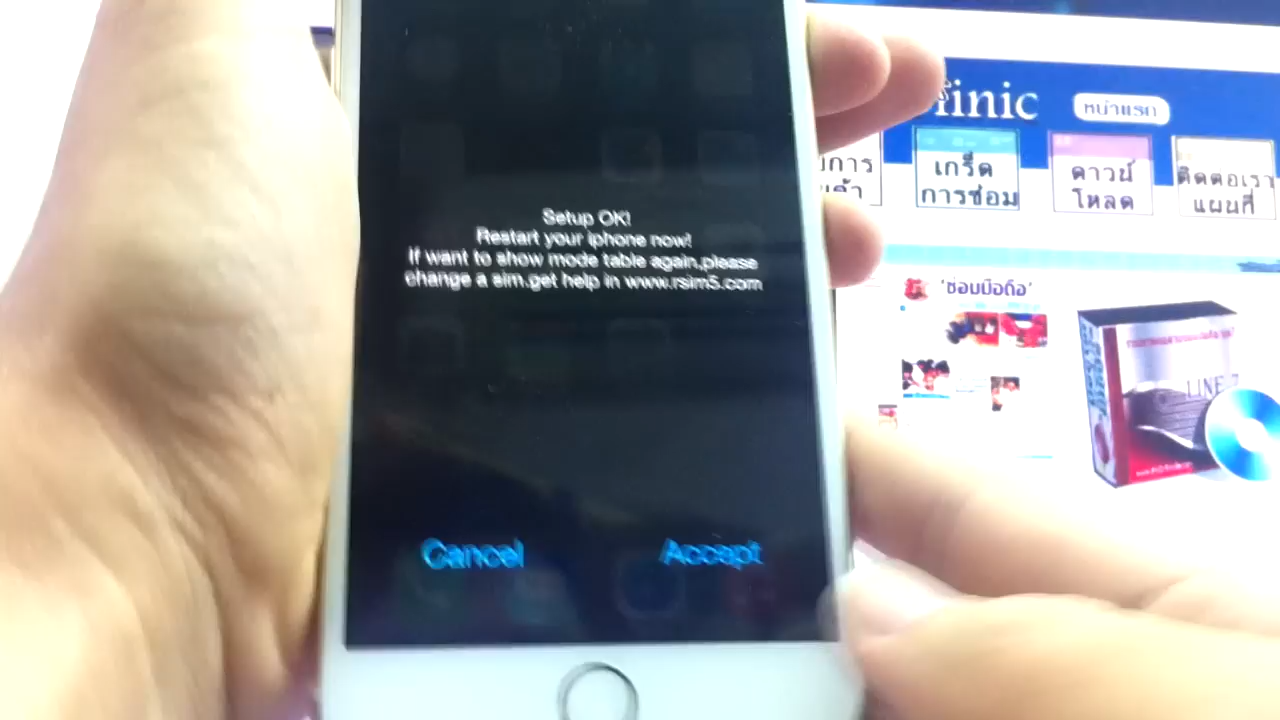 Setup OK!
Restart your iphone now!
If want to show mode table again,please
change a sim.get help in www.rsim5.com
Cancel
Accept
linic
หน้าแรก
เกร็ด
การซ่อม
ดาวน์
โหลด
ติดต่อเรา
แผนที่
'ซ่อมมือถือ'
LINE